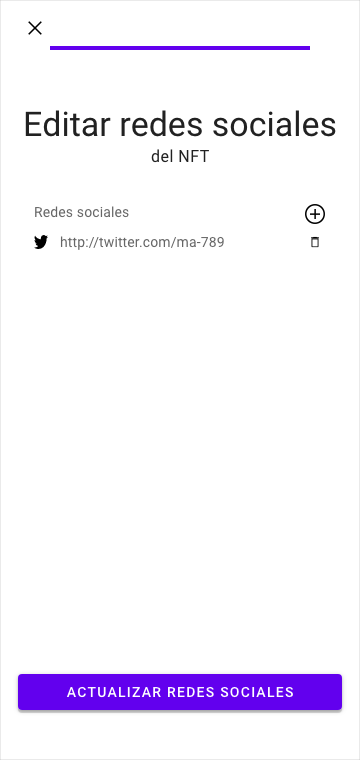 Editar redes sociales
del NFT
Redes sociales
http://twitter.com/ma-789
ACTUALIZAR REDES SOCIALES